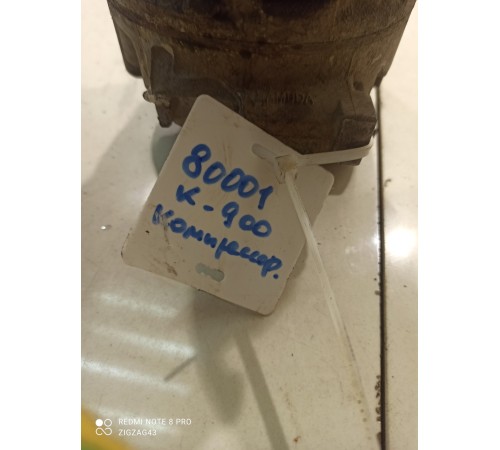 80001
К-900
Компрессор.
REDMI NOTE 8 PRO
ZIGZAG43